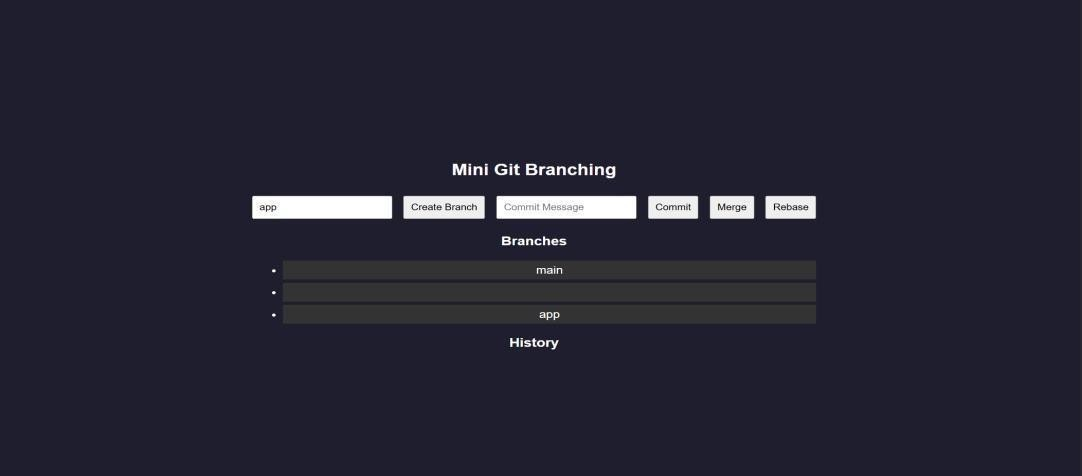 Mini Git Branching
app Create Branch Commit Message Commit Merge Rebase
Branches
main
app
History